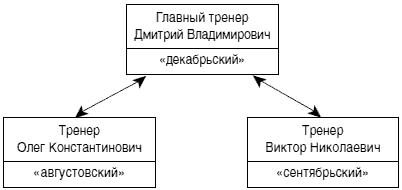 Главный тренер
Дмитрий Владимирович
«декабрьский»
Тренер
Олег Константинович
«августовский»
Тренер
Виктор Николаевич
«сентябрьский»